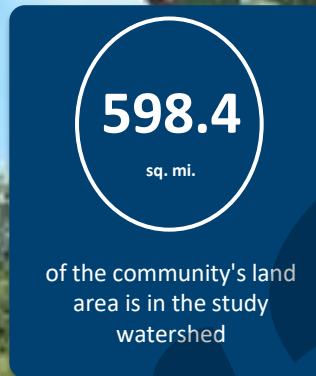 598.4
sq. mi.
of the community's land
area is in the study
watershed